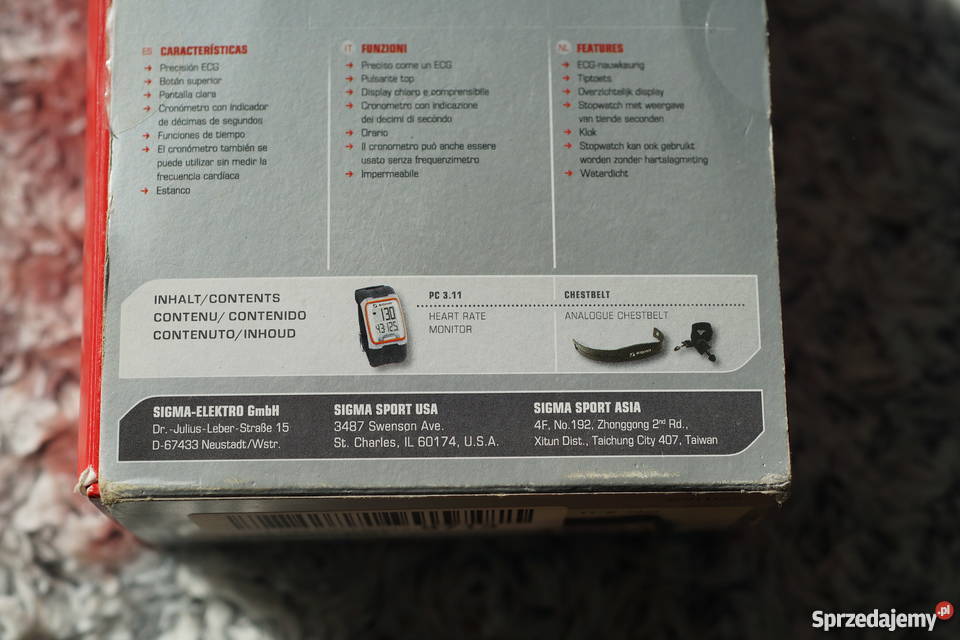 ES CARACTERÍSTICAS
Precisión ECG
Botón superior
Pantalla clara
Cronómetro con indicador
de décimas de segundos
Funciones de tiempo
El cronómetro también se
puede utilizar sin medir la
frecuencia cardíaca
Estanco
IT FUNZIONI
Preciso come un ECG
Pulsante top
Display chiaro e comprensibile
Cronometro con indicazione
dei decimi di secondo
Orario
Il cronometro puó anche essere
usato senza frequenzimetro
Impermeabile
NL FEATURES
ECG-nauwkeurig
Tiptoets
Overzichtelijk display
Stopwatch met weergave
van tiende seconden
Klok
Stopwatch kan ook gebruikt
worden zonder hartslagmeting
Waterdicht
INHALT/CONTENTS
CONTENU/ CONTENIDO
CONTENUTO/INHOUD
130
43:125
PC 3.11
HEART RATE
MONITOR
CHESTBELT
ANALOGUE CHESTBELT
SIGMA-ELEKTRO GmbH
Dr.-Julius-Leber-Straße 15
D-67433 Neustadt/Wstr.
SIGMA SPORT USA
3487 Swenson Ave.
St. Charles, IL 60174, U.S.A.
SIGMA SPORT ASIA
4F, No.192, Zhonggong 2nd Rd.,
Xitun Dist., Taichung City 407, Taiwan
Sprzedajemy.pl